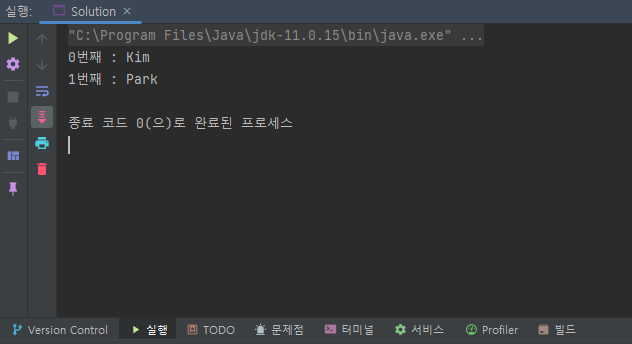 실행: Solution ×
"C:\Program Files\Java\jdk-11.0.15\bin\java.exe" ...
0번째 : Kim
1번째 : Park
종료 코드 0(으)로 완료된 프로세스
Version Control 실행 TODO 문제점 터미널 서비스 Profiler 빌드